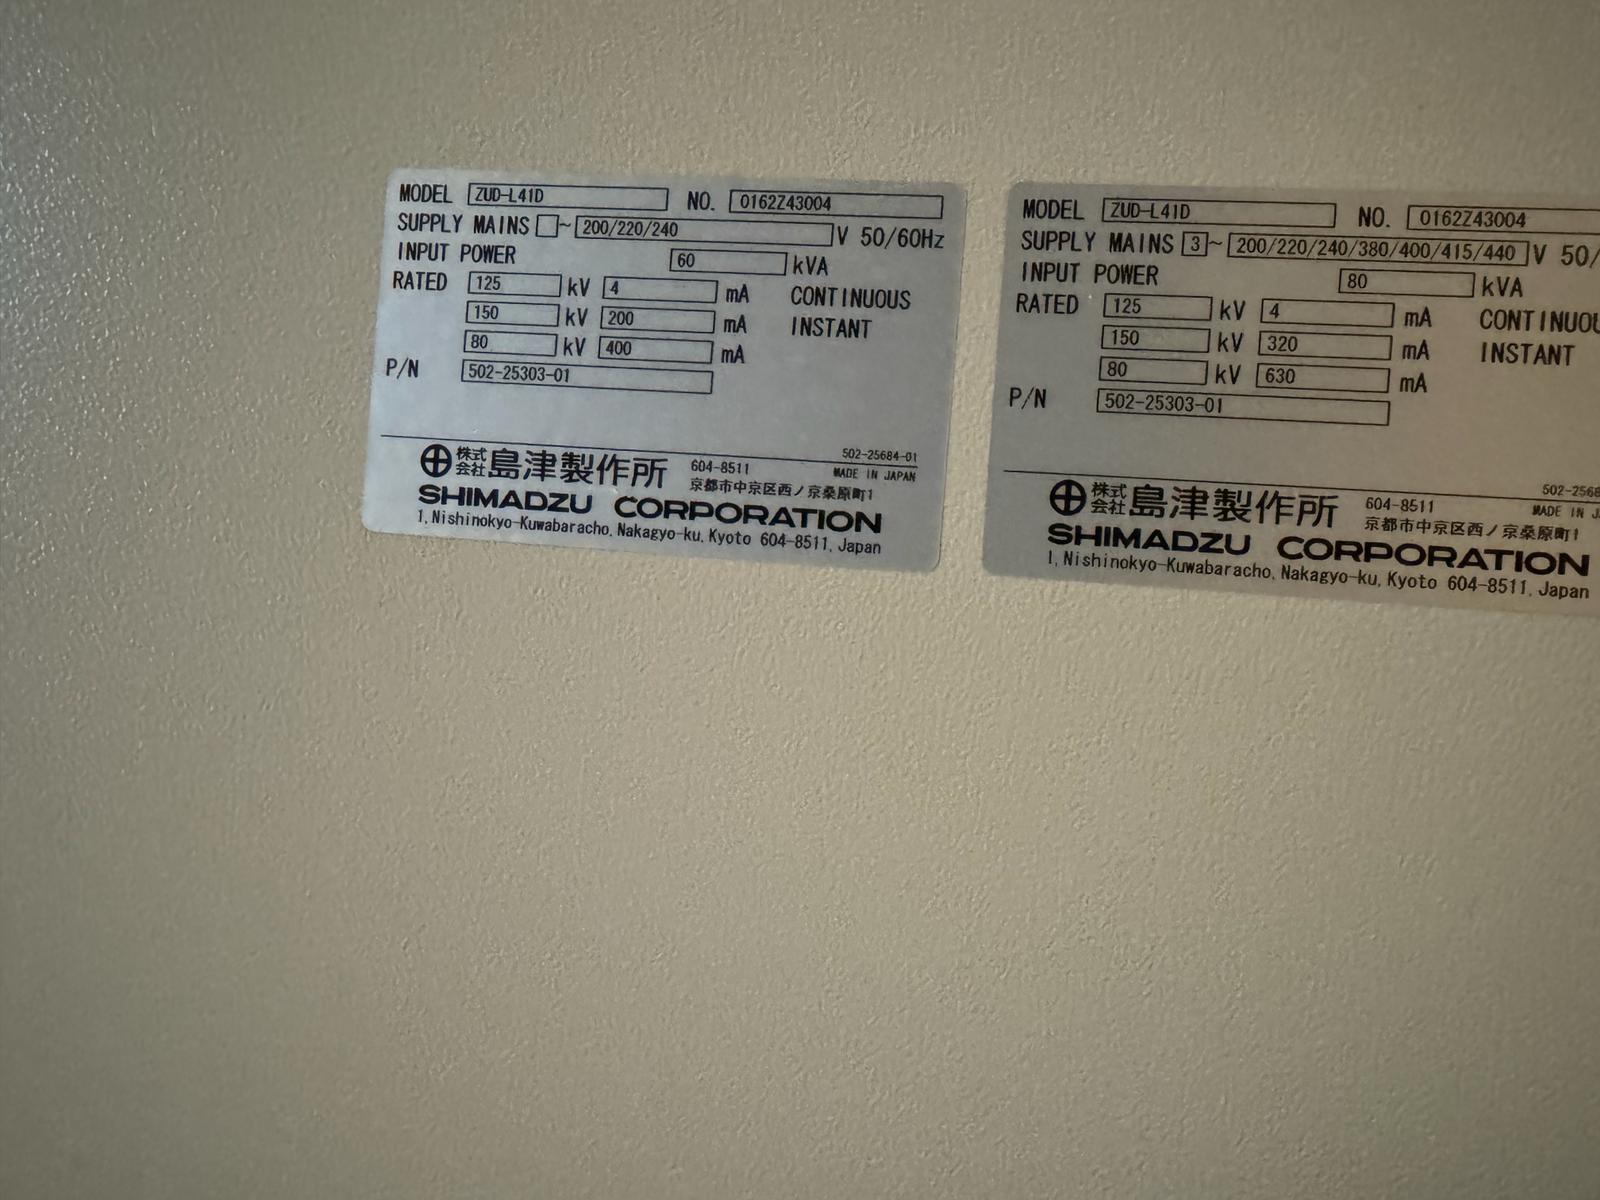 MODEL ZUD-L41D NO. 0162Z43004
SUPPLY MAINS ~ 200/220/240 V 50/60Hz
INPUT POWER 60 kVA
RATED 125 kV 4 mA CONTINUOUS
150 kV 200 mA INSTANT
80 kV 400 mA
P/N 502-25303-01
502-25684-01
株式会社 島津製作所 604-8511 MADE IN JAPAN
京都市中京区西ノ京桑原町1
SHIMADZU CORPORATION
1, Nishinokyo-Kuwabaracho, Nakagyo-ku, Kyoto 604-8511, Japan
MODEL ZUD-L41D NO. 0162Z43004
SUPPLY MAINS 3~ 200/220/240/380/400/415/440 V 50/
INPUT POWER 80 kVA
RATED 125 kV 4 mA CONTINUOU
150 kV 320 mA INSTANT
80 kV 630 mA
P/N 502-25303-01
502-2568
株式会社 島津製作所 604-8511 MADE IN J
京都市中京区西ノ京桑原町1
SHIMADZU CORPORATION
1, Nishinokyo-Kuwabaracho, Nakagyo-ku, Kyoto 604-8511, Japan